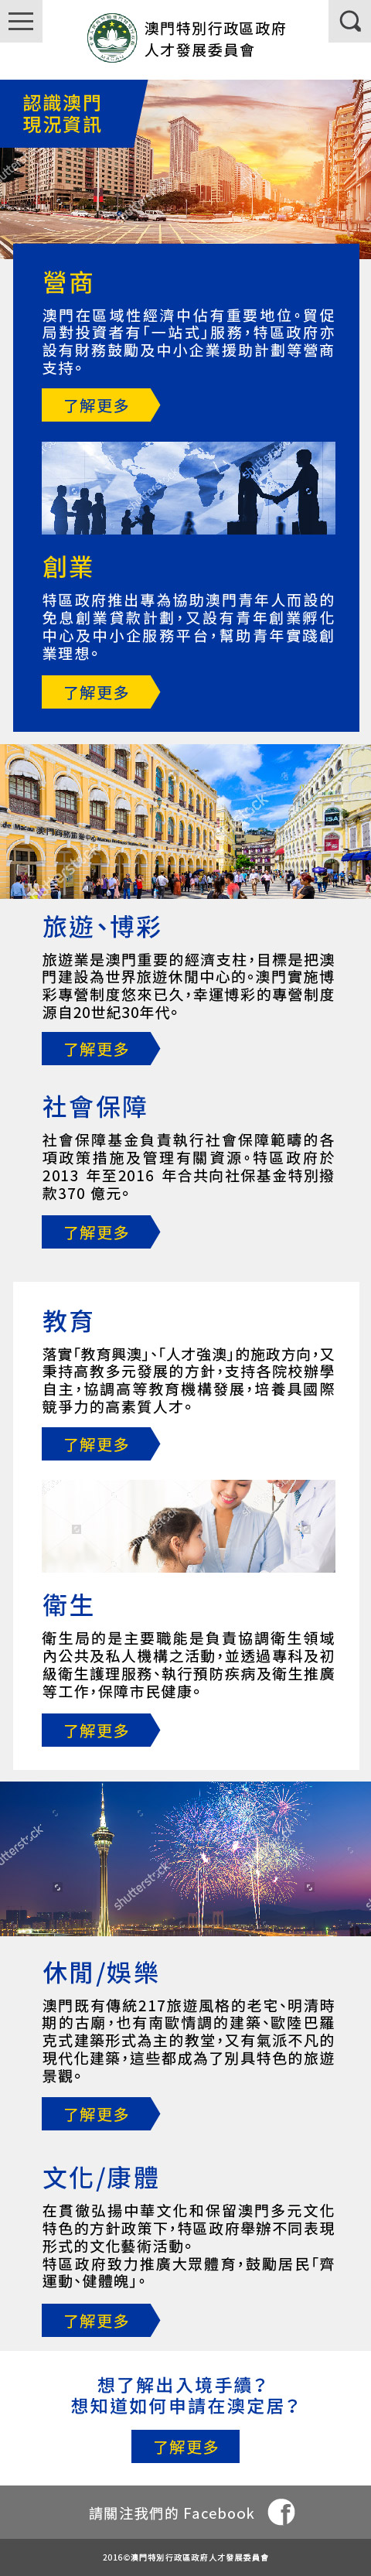 澳門特別行政區政府
人才發展委員會
認識澳門
現況資訊
營商
澳門在區域性經濟中佔有重要地位。貿促
局對投資者有「一站式」服務，特區政府亦
設有財務鼓勵及中小企業援助計劃等營商
支持。
了解更多
shutterstock
創業
特區政府推出專為協助澳門青年人而設的
免息創業貸款計劃，又設有青年創業孵化
中心及中小企服務平台，幫助青年實踐創
業理想。
了解更多
旅遊、博彩
旅遊業是澳門重要的經濟支柱，目標是把澳
門建設為世界旅遊休閒中心的。澳門實施博
彩專營制度悠來已久，幸運博彩的專營制度
源自20世紀30年代。
了解更多
社會保障
社會保障基金負責執行社會保障範疇的各
項政策措施及管理有關資源。特區政府於
2013 年至2016 年合共向社保基金特別撥
款370 億元。
了解更多
教育
落實「教育興澳」、「人才強澳」的施政方向，又
秉持高教多元發展的方針，支持各院校辦學
自主，協調高等教育機構發展，培養具國際
競爭力的高素質人才。
了解更多
衛生
衛生局的是主要職能是負責協調衛生領域
內公共及私人機構之活動，並透過專科及初
級衛生護理服務、執行預防疾病及衛生推廣
等工作，保障市民健康。
了解更多
shutterstock
休閒/娛樂
澳門既有傳統217旅遊風格的老宅、明清時
期的古廟，也有南歐情調的建築、歐陸巴羅
克式建築形式為主的教堂，又有氣派不凡的
現代化建築，這些都成為了別具特色的旅遊
景觀。
了解更多
文化/康體
在貫徹弘揚中華文化和保留澳門多元文化
特色的方針政策下，特區政府舉辦不同表現
形式的文化藝術活動。
特區政府致力推廣大眾體育，鼓勵居民「齊
運動、健體魄」。
了解更多
想了解出入境手續？
想知道如何申請在澳定居？
了解更多
請關注我們的 Facebook
2016©澳門特別行政區政府人才發展委員會